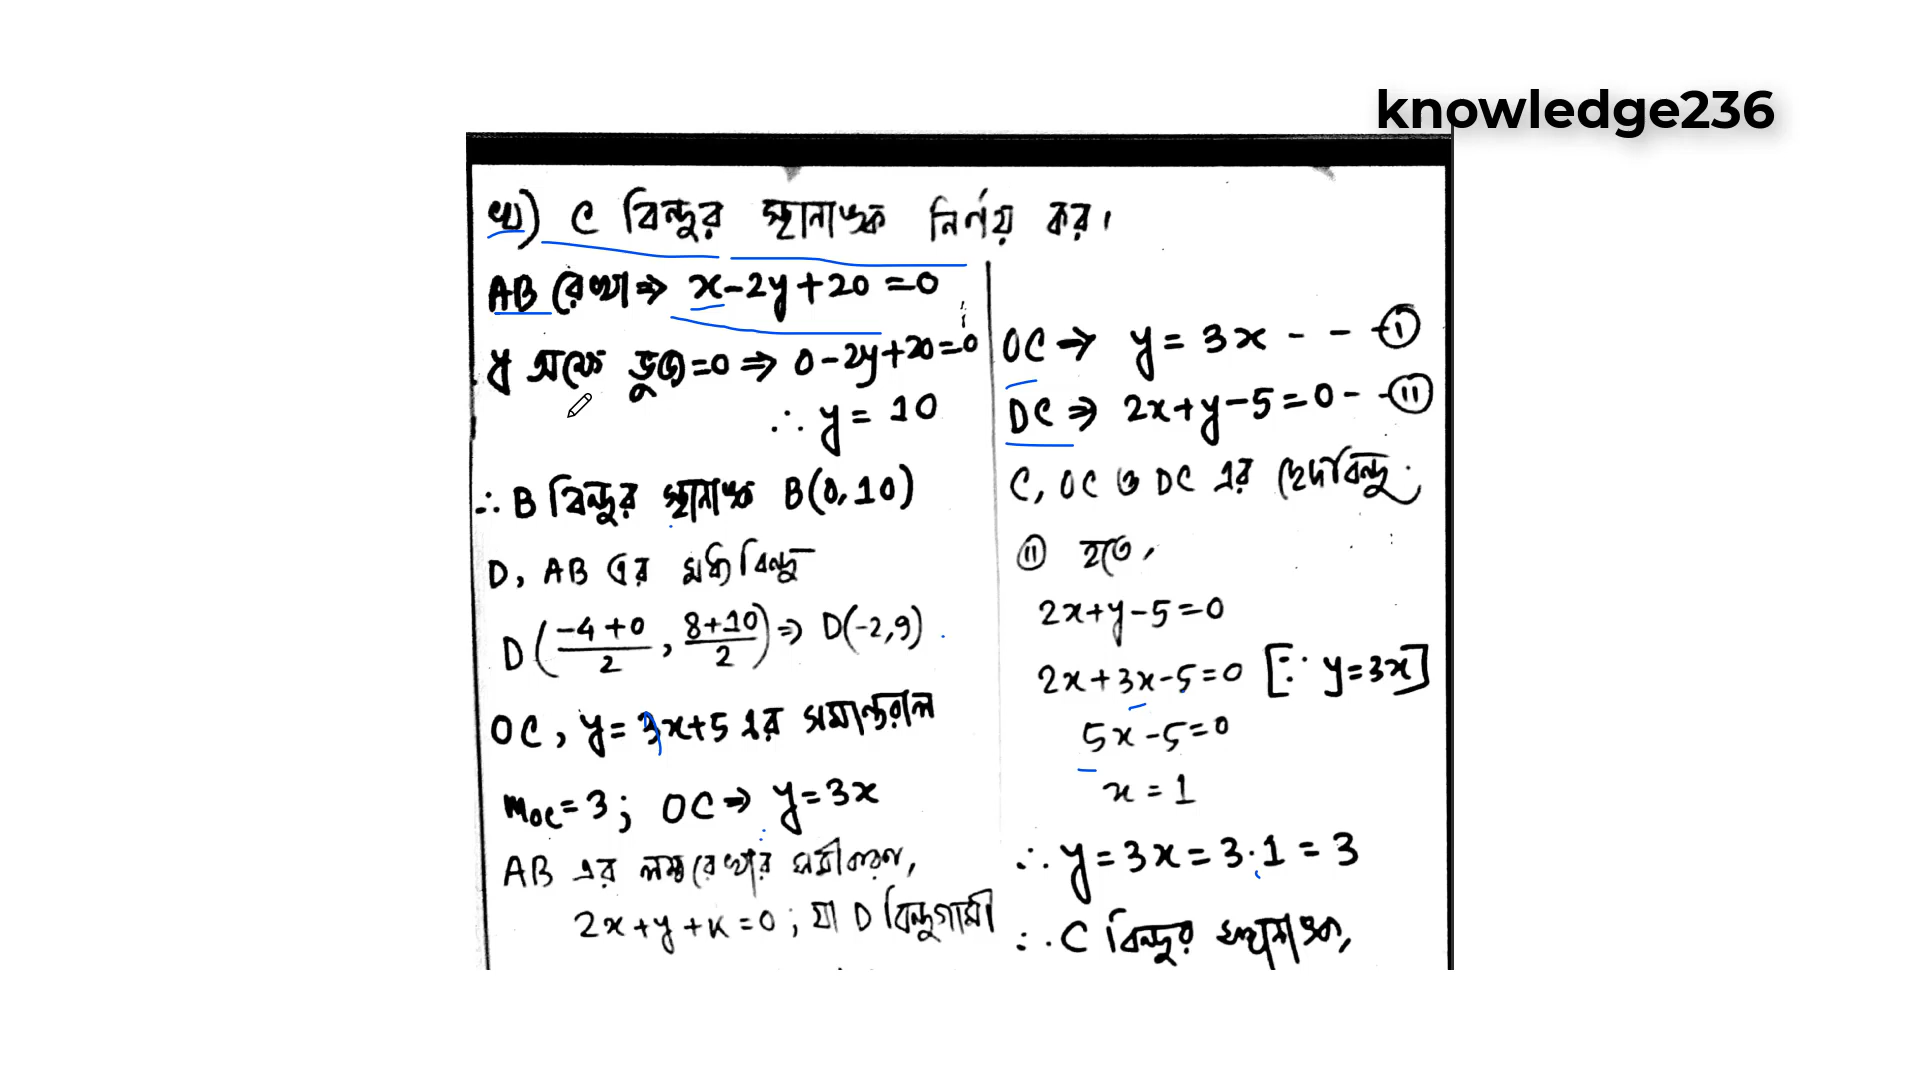 knowledge236
খ) C বিন্দুর স্থানাঙ্ক নির্ণয় কর।
AB রেখা ⇒ x-2y+20=0
y অক্ষে ভুজ=0 ⇒ 0-2y+20=0
∴ y = 10
∴ B বিন্দুর স্থানাঙ্ক B(0,10)
D, AB এর মধ্যবিন্দু
D(-4+0/2, 8+10/2) ⇒ D(-2,9)
OC, y=3x+5 এর সমান্তরাল
mOC=3; OC ⇒ y=3x
AB এর লম্ব রেখার সমীকরণ,
2x+y+k=0; যা D বিন্দুগামী
OC → y = 3x - - - (i)
DC ⇒ 2x+y-5=0 - - (ii)
C, OC ও DC এর ছেদবিন্দু.
(ii) হতে,
2x+y-5=0
2x+3x-5=0 [∵ y=3x]
5x-5=0
x = 1
∴ y=3x=3·1=3
∴ C বিন্দুর স্থানাঙ্ক,